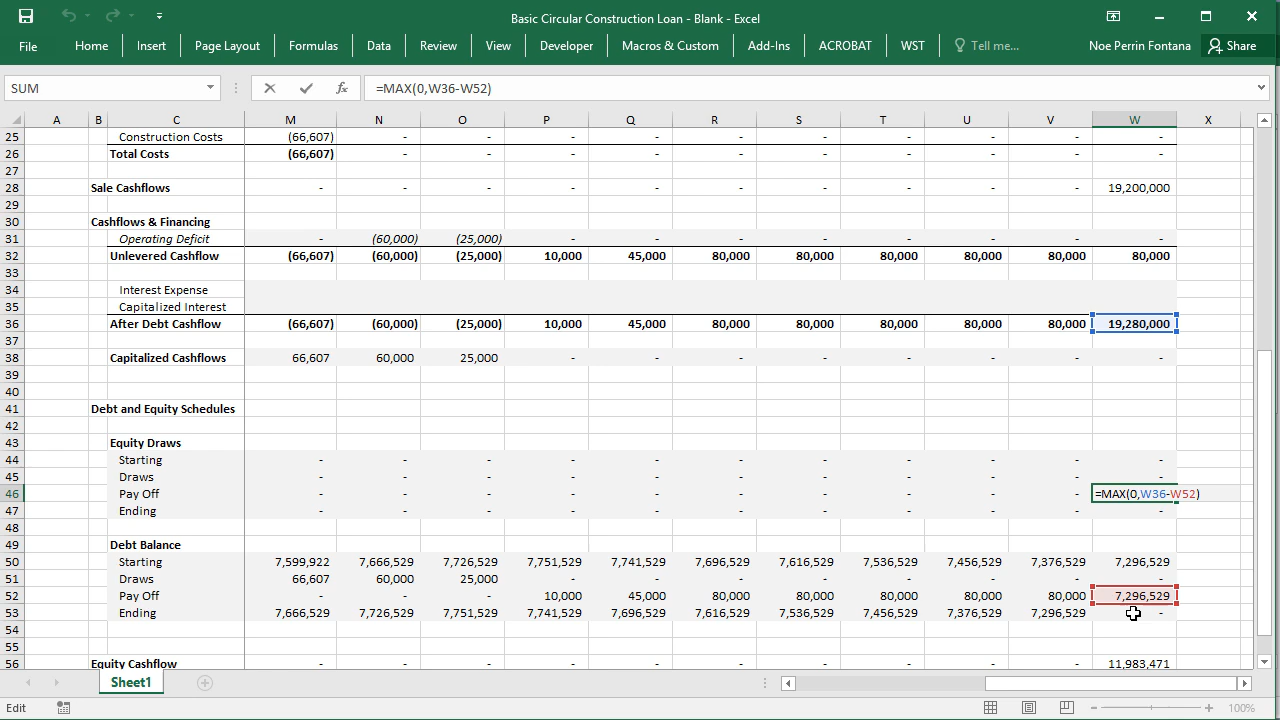 Basic Circular Construction Loan - Blank - Excel
File Home Insert Page Layout Formulas Data Review View Developer Macros & Custom Add-Ins ACROBAT WST Tell me... Noe Perrin Fontana Share
SUM fx =MAX(0,W36-W52)
A B C M N O P Q R S T U V W X
25 Construction Costs (66,607) - - - - - - - - - -
26 Total Costs (66,607) - - - - - - - - - -
27
28 Sale Cashflows - - - - - - - - - - 19,200,000
29
30 Cashflows & Financing
31 Operating Deficit - (60,000) (25,000) - - - - - - - -
32 Unlevered Cashflow (66,607) (60,000) (25,000) 10,000 45,000 80,000 80,000 80,000 80,000 80,000 80,000
33
34 Interest Expense
35 Capitalized Interest
36 After Debt Cashflow (66,607) (60,000) (25,000) 10,000 45,000 80,000 80,000 80,000 80,000 80,000 19,280,000
37
38 Capitalized Cashflows 66,607 60,000 25,000 - - - - - - - -
39
40
41 Debt and Equity Schedules
42
43 Equity Draws
44 Starting - - - - - - - - - - -
45 Draws - - - - - - - - - - -
46 Pay Off - - - - - - - - - - =MAX(0,W36-W52)
47 Ending - - - - - - - - - - -
48
49 Debt Balance
50 Starting 7,599,922 7,666,529 7,726,529 7,751,529 7,741,529 7,696,529 7,616,529 7,536,529 7,456,529 7,376,529 7,296,529
51 Draws 66,607 60,000 25,000 - - - - - - - -
52 Pay Off - - - 10,000 45,000 80,000 80,000 80,000 80,000 80,000 7,296,529
53 Ending 7,666,529 7,726,529 7,751,529 7,741,529 7,696,529 7,616,529 7,536,529 7,456,529 7,376,529 7,296,529 -
54
55
56 Equity Cashflow - - - - - - - - - - 11,983,471
Sheet1
Edit 100%